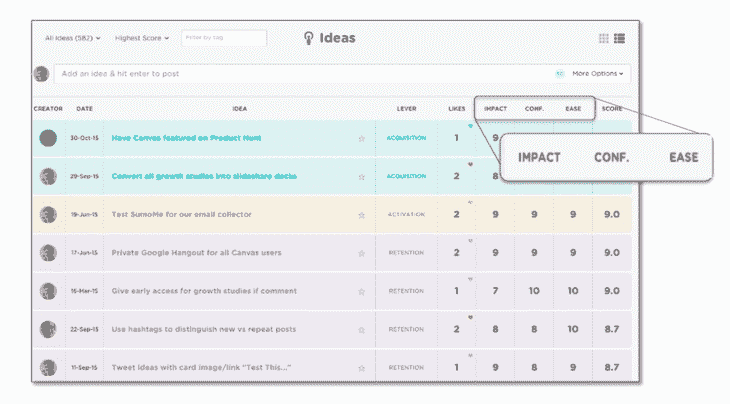 All Ideas (582) Highest Score Filter by tag Ideas
Add an idea & hit enter to post 10 More Options
CREATOR DATE IDEA LEVER LIKES IMPACT CONF. EASE SCORE
30-Oct-15 Have Canvas featured on Product Hunt ACQUISITION 1 9
IMPACT CONF. EASE
29-Sep-15 Convert all growth studies into slideshare decks ACQUISITION 2 8
19-Jun-15 Test SumoMe for our email collector ACTIVATION 2 9 9 9 9.0
17-Jun-15 Private Google Hangout for all Canvas users RETENTION 2 9 9 9 9.0
16-Mar-15 Give early access for growth studies if comment RETENTION 1 7 10 10 9.0
22-Sep-15 Use hashtags to distinguish new vs repeat posts RETENTION 2 8 8 10 8.7
11-Sep-15 Tweet Ideas with card image/link "Test This..." RETENTION 1 9 8 9 8.7